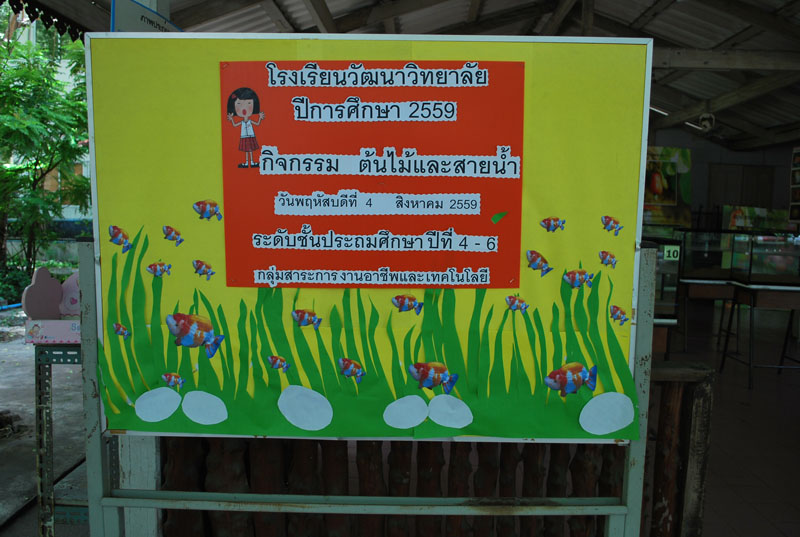 โรงเรียนวัฒนาวิทยาลัย
ปีการศึกษา 2559
กิจกรรม ต้นไม้และสายน้ำ
วันพฤหัสบดีที่ 4 สิงหาคม 2559
ระดับชั้นประถมศึกษา ปีที่ 4 - 6
กลุ่มสาระการงานอาชีพและเทคโนโลยี
10